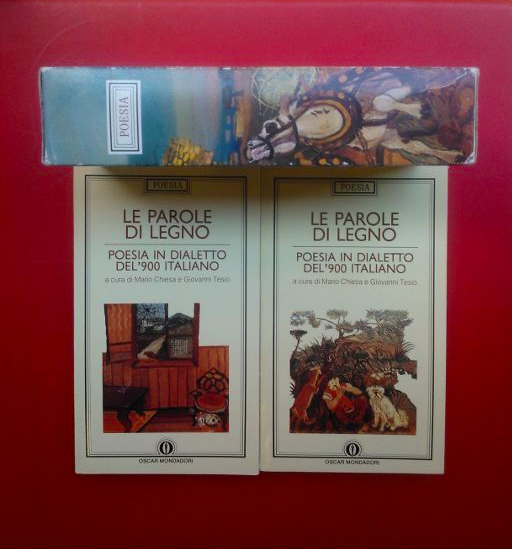 POESIA
POESIA
LE PAROLE
DI LEGNO
POESIA IN DIALETTO
DEL'900 ITALIANO
a cura di Mario Chiesa e Giovanni Tesio
OSCAR MONDADORI
POESIA
LE PAROLE
DI LEGNO
POESIA IN DIALETTO
DEL'900 ITALIANO
a cura di Mario Chiesa e Giovanni Tesio
OSCAR MONDADORI